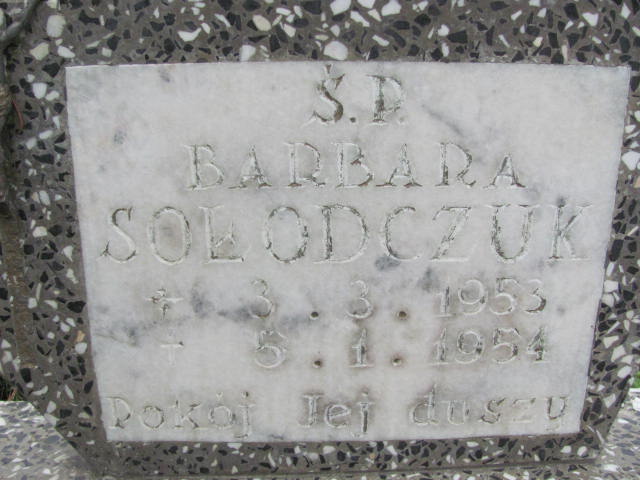 Ś.P.
BARBARA
SOŁODCZUK
+ 3.3.1953
+ 5.1.1954
Pokój Jej duszy